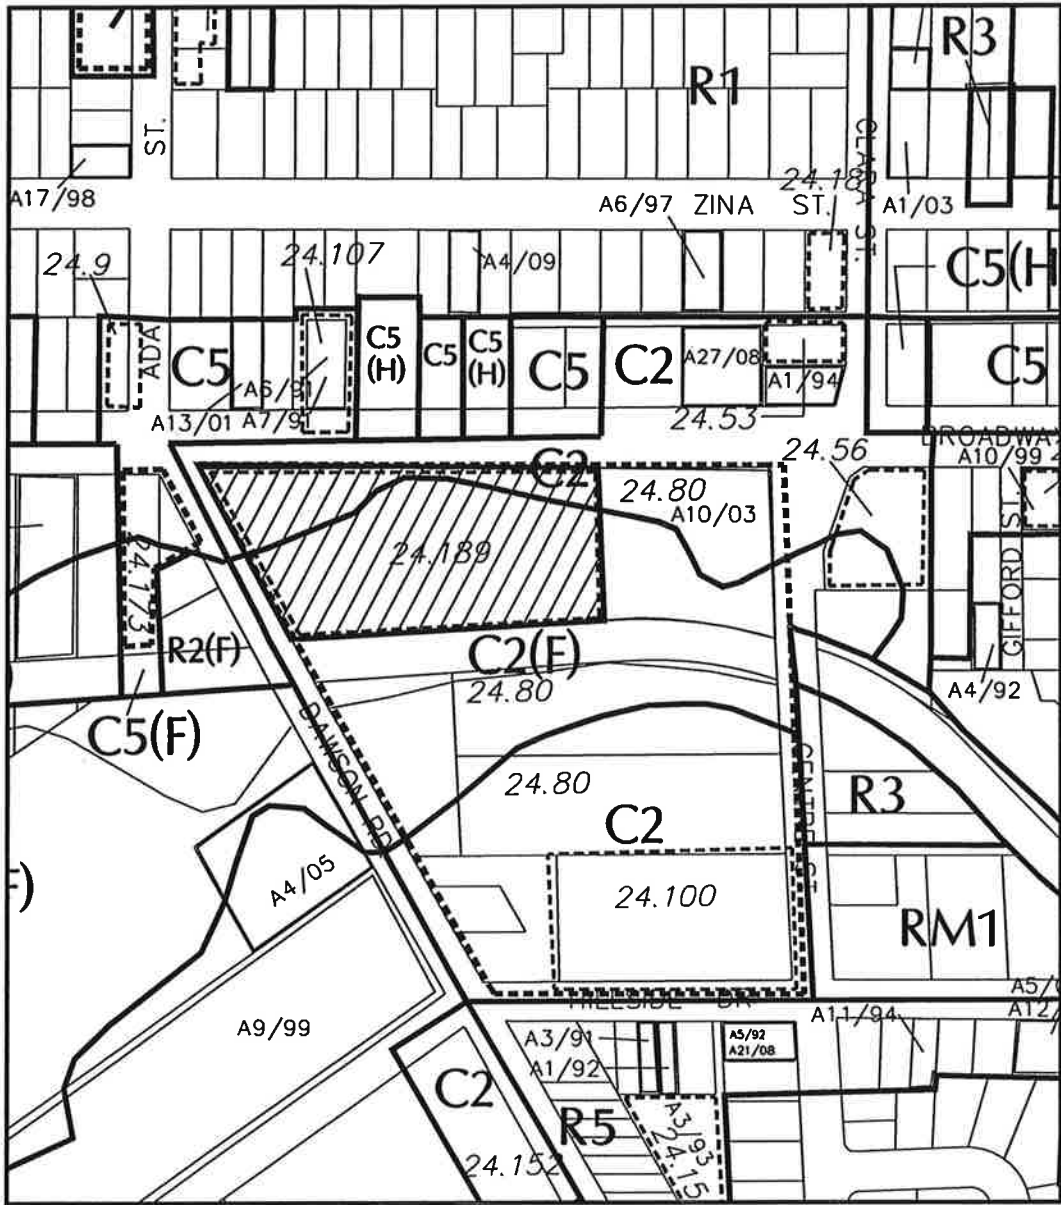 R3
R1
ST.
CLARA ST.
A17/98
24.18
A6/97
ZINA ST.
A1/03
24.9
24.107
A4/09
C5(H
ADA
C5
C5
(H)
C5
C5
(H)
C5
C2
A27/08
C5
A6/91
A1/94
A13/01
A7/91
24.53
BROADWAY
C2
24.56
A10/99
24.80
A10/03
24.189
24.173
GIFFORD ST.
R2(F)
C2(F)
24.80
A4/92
C5(F)
DAWSON RD.
24.80
CENTRE ST
R3
C2
F)
A4/05
24.100
RM1
HILLSIDE DR
A5/
A9/99
A3/91
A5/92
A21/08
A11/94
A12/
A1/92
C2
R5
A3/93
24.15
24.152